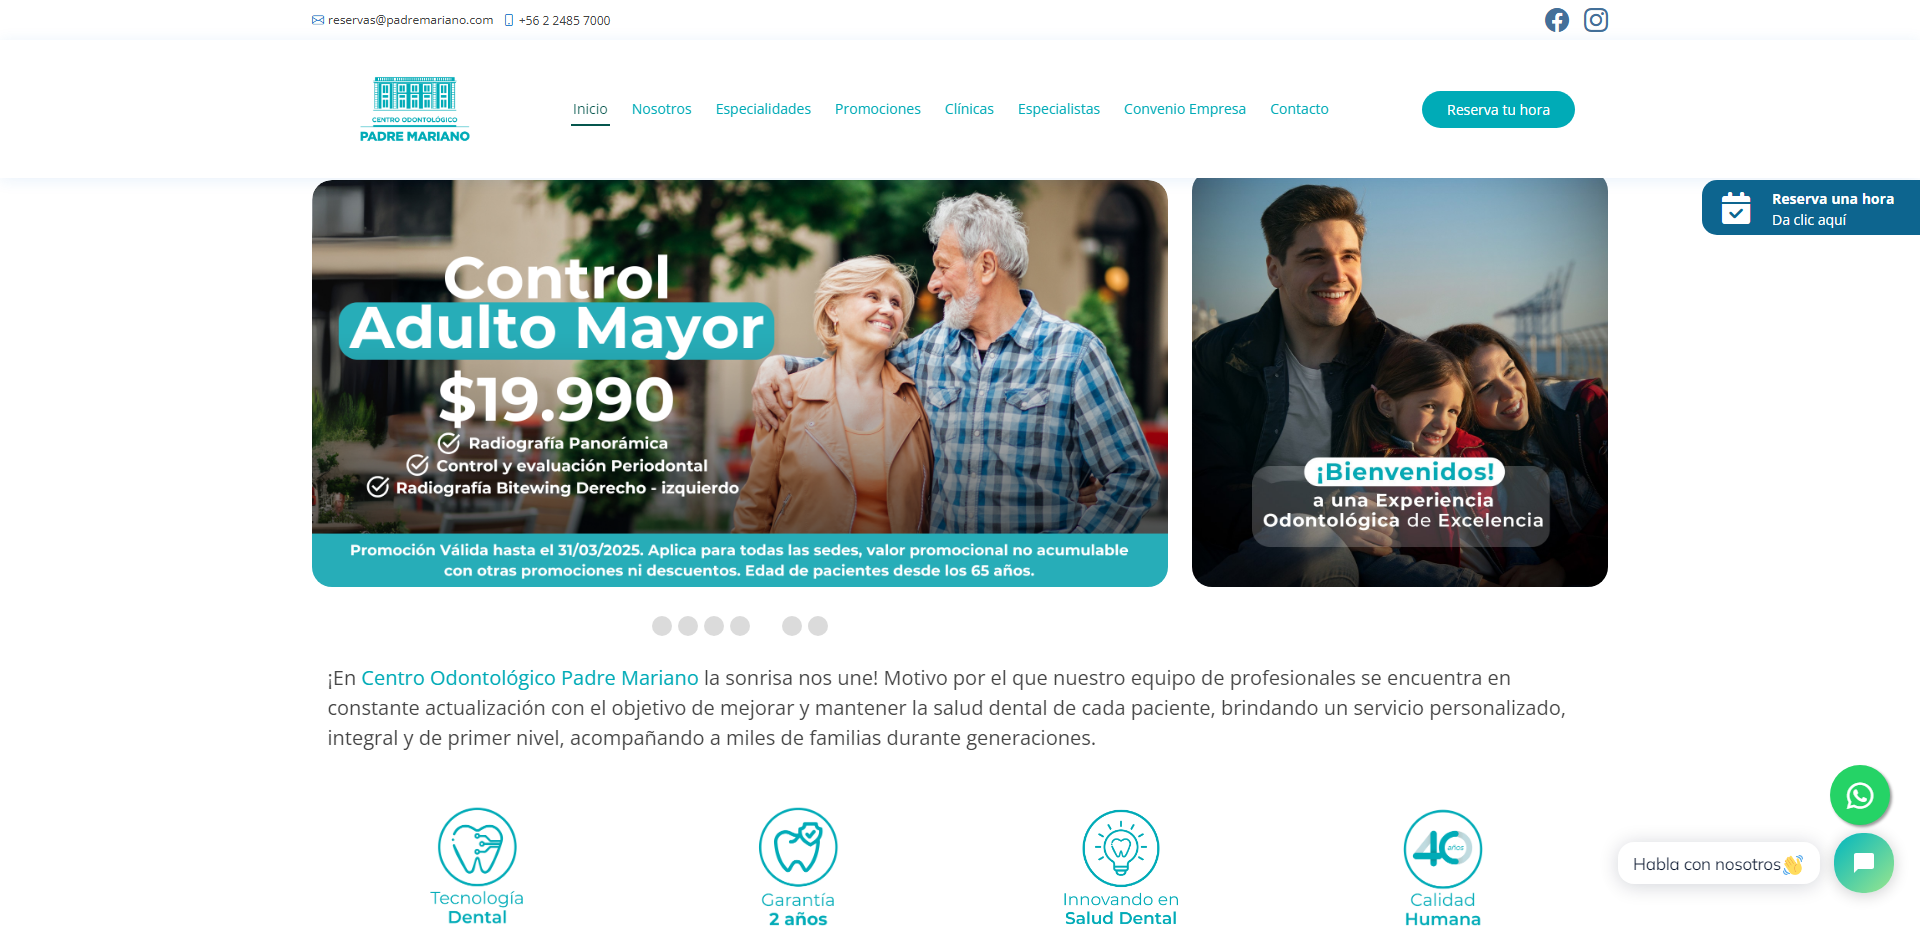 reservas@padremariano.com +56 2 2485 7000
CENTRO ODONTOLÓGICO
PADRE MARIANO
Inicio Nosotros Especialidades Promociones Clínicas Especialistas Convenio Empresa Contacto
Reserva tu hora
Reserva una hora
Da clic aquí
Control
Adulto Mayor
$19.990
Radiografía Panorámica
Control y evaluación Periodontal
Radiografía Bitewing Derecho - izquierdo
Promoción Válida hasta el 31/03/2025. Aplica para todas las sedes, valor promocional no acumulable
con otras promociones ni descuentos. Edad de pacientes desde los 65 años.
¡Bienvenidos!
a una Experiencia
Odontológica de Excelencia
¡En Centro Odontológico Padre Mariano la sonrisa nos une! Motivo por el que nuestro equipo de profesionales se encuentra en
constante actualización con el objetivo de mejorar y mantener la salud dental de cada paciente, brindando un servicio personalizado,
integral y de primer nivel, acompañando a miles de familias durante generaciones.
Tecnología
Dental
Garantía
2 años
Innovando en
Salud Dental
40 años
Calidad
Humana
Habla con nosotros👋